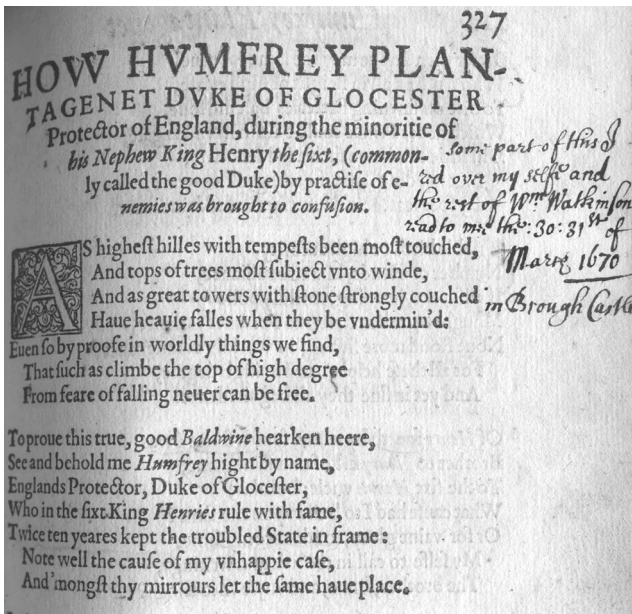 327
HOW HVMFREY PLAN-
TAGENET DVKE OF GLOCESTER
Protector of England, during the minoritie of
his Nephew King Henry the sixt, (common-
ly called the good Duke) by practise of e-
nemies was brought to confusion.
some part of this I
red over my selfe and
the rest of Wm Watkinson
read to mee the: 30: 31st of
Marth 1670
in Brough Castle
AS highest hilles with tempests been most touched,
And tops of trees most subiect vnto winde,
And as great towers with stone strongly couched
Haue heauie falles when they be vndermin'd:
Euen so by proofe in worldly things we find,
That such as climbe the top of high degree
From feare of falling neuer can be free.
To proue this true, good Baldwine hearken heere,
See and behold me Humfrey hight by name,
Englands Protector, Duke of Glocester,
Who in the sixt King Henries rule with fame,
Twice ten yeares kept the troubled State in frame:
Note well the cause of my vnhappie case,
And 'mongst thy mirrours let the same haue place.